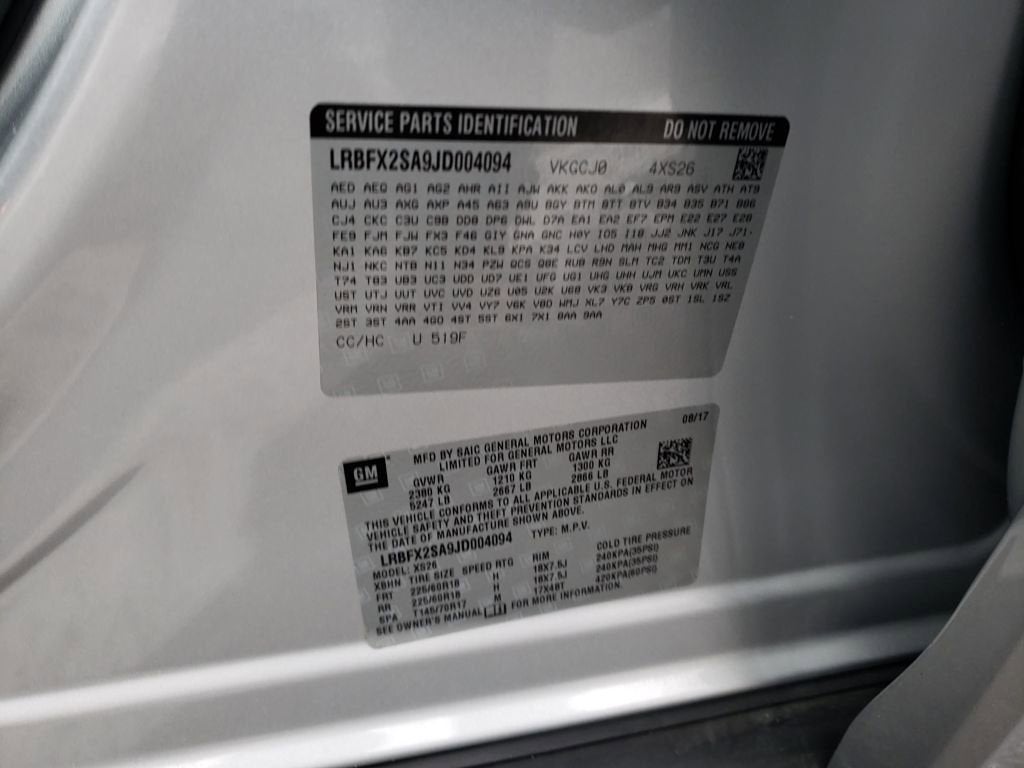 SERVICE PARTS IDENTIFICATION DO NOT REMOVE
LRBFX2SA9JD004094 VKGCJ0 4XS26
AED AEQ AG1 AG2 AHR A1I AJW AKK AKO AL0 AL9 AR9 ASV ATH AT9
AUJ AU3 AXG AXP A45 A63 A9U BGY BTM BTT BTV B34 B35 B71 B86
CJ4 CKC C3U C9B DD8 DP6 DWL D7A EA1 EA2 EF7 EPM E22 E27 E28
FE9 FJM FJW FX3 F46 GIY GNA GNC H0Y IO5 I18 JJ2 JNK J17 J71
KA1 KA6 KB7 KC5 KD4 KL9 KPA K34 LCV LHD MAH MHG MM1 NCG NE8
NJ1 NKC NTB N11 N34 PZW QCS Q8E RU8 R9N SLM TC2 TDM T3U T4A
T74 T83 UB3 UC3 UDD UD7 UE1 UFG UG1 UHG UHH UJM UKC UMN USS
UST UTJ UUT UVC UVD UZ6 U05 U2K U68 VK3 VK8 VRG VRH VRK VRL
VRM VRN VRR VTI VV4 VY7 V6K V8D WMJ XL7 Y7C ZP5 0ST 1SL 1SZ
2ST 3ST 4AA 4G0 4ST 5ST 6X1 7X1 8AA 9AA
CC/HC U 519F
08/17
GM MFD BY SAIC GENERAL MOTORS CORPORATION
LIMITED FOR GENERAL MOTORS LLC
GVWR GAWR FRT GAWR RR
2380 KG 1210 KG 1300 KG
5247 LB 2667 LB 2866 LB
THIS VEHICLE CONFORMS TO ALL APPLICABLE U.S. FEDERAL MOTOR
VEHICLE SAFETY AND THEFT PREVENTION STANDARDS IN EFFECT ON
THE DATE OF MANUFACTURE SHOWN ABOVE.
LRBFX2SA9JD004094 TYPE: M.P.V.
MODEL: XS26
XBHN TIRE SIZE SPEED RTG RIM COLD TIRE PRESSURE
FRT 225/60R18 H 18X7.5J 240KPA(35PSI)
RR 225/60R18 H 18X7.5J 240KPA(35PSI)
SPA T145/70R17 M 17X4BT 420KPA(60PSI)
SEE OWNER'S MANUAL FOR MORE INFORMATION.